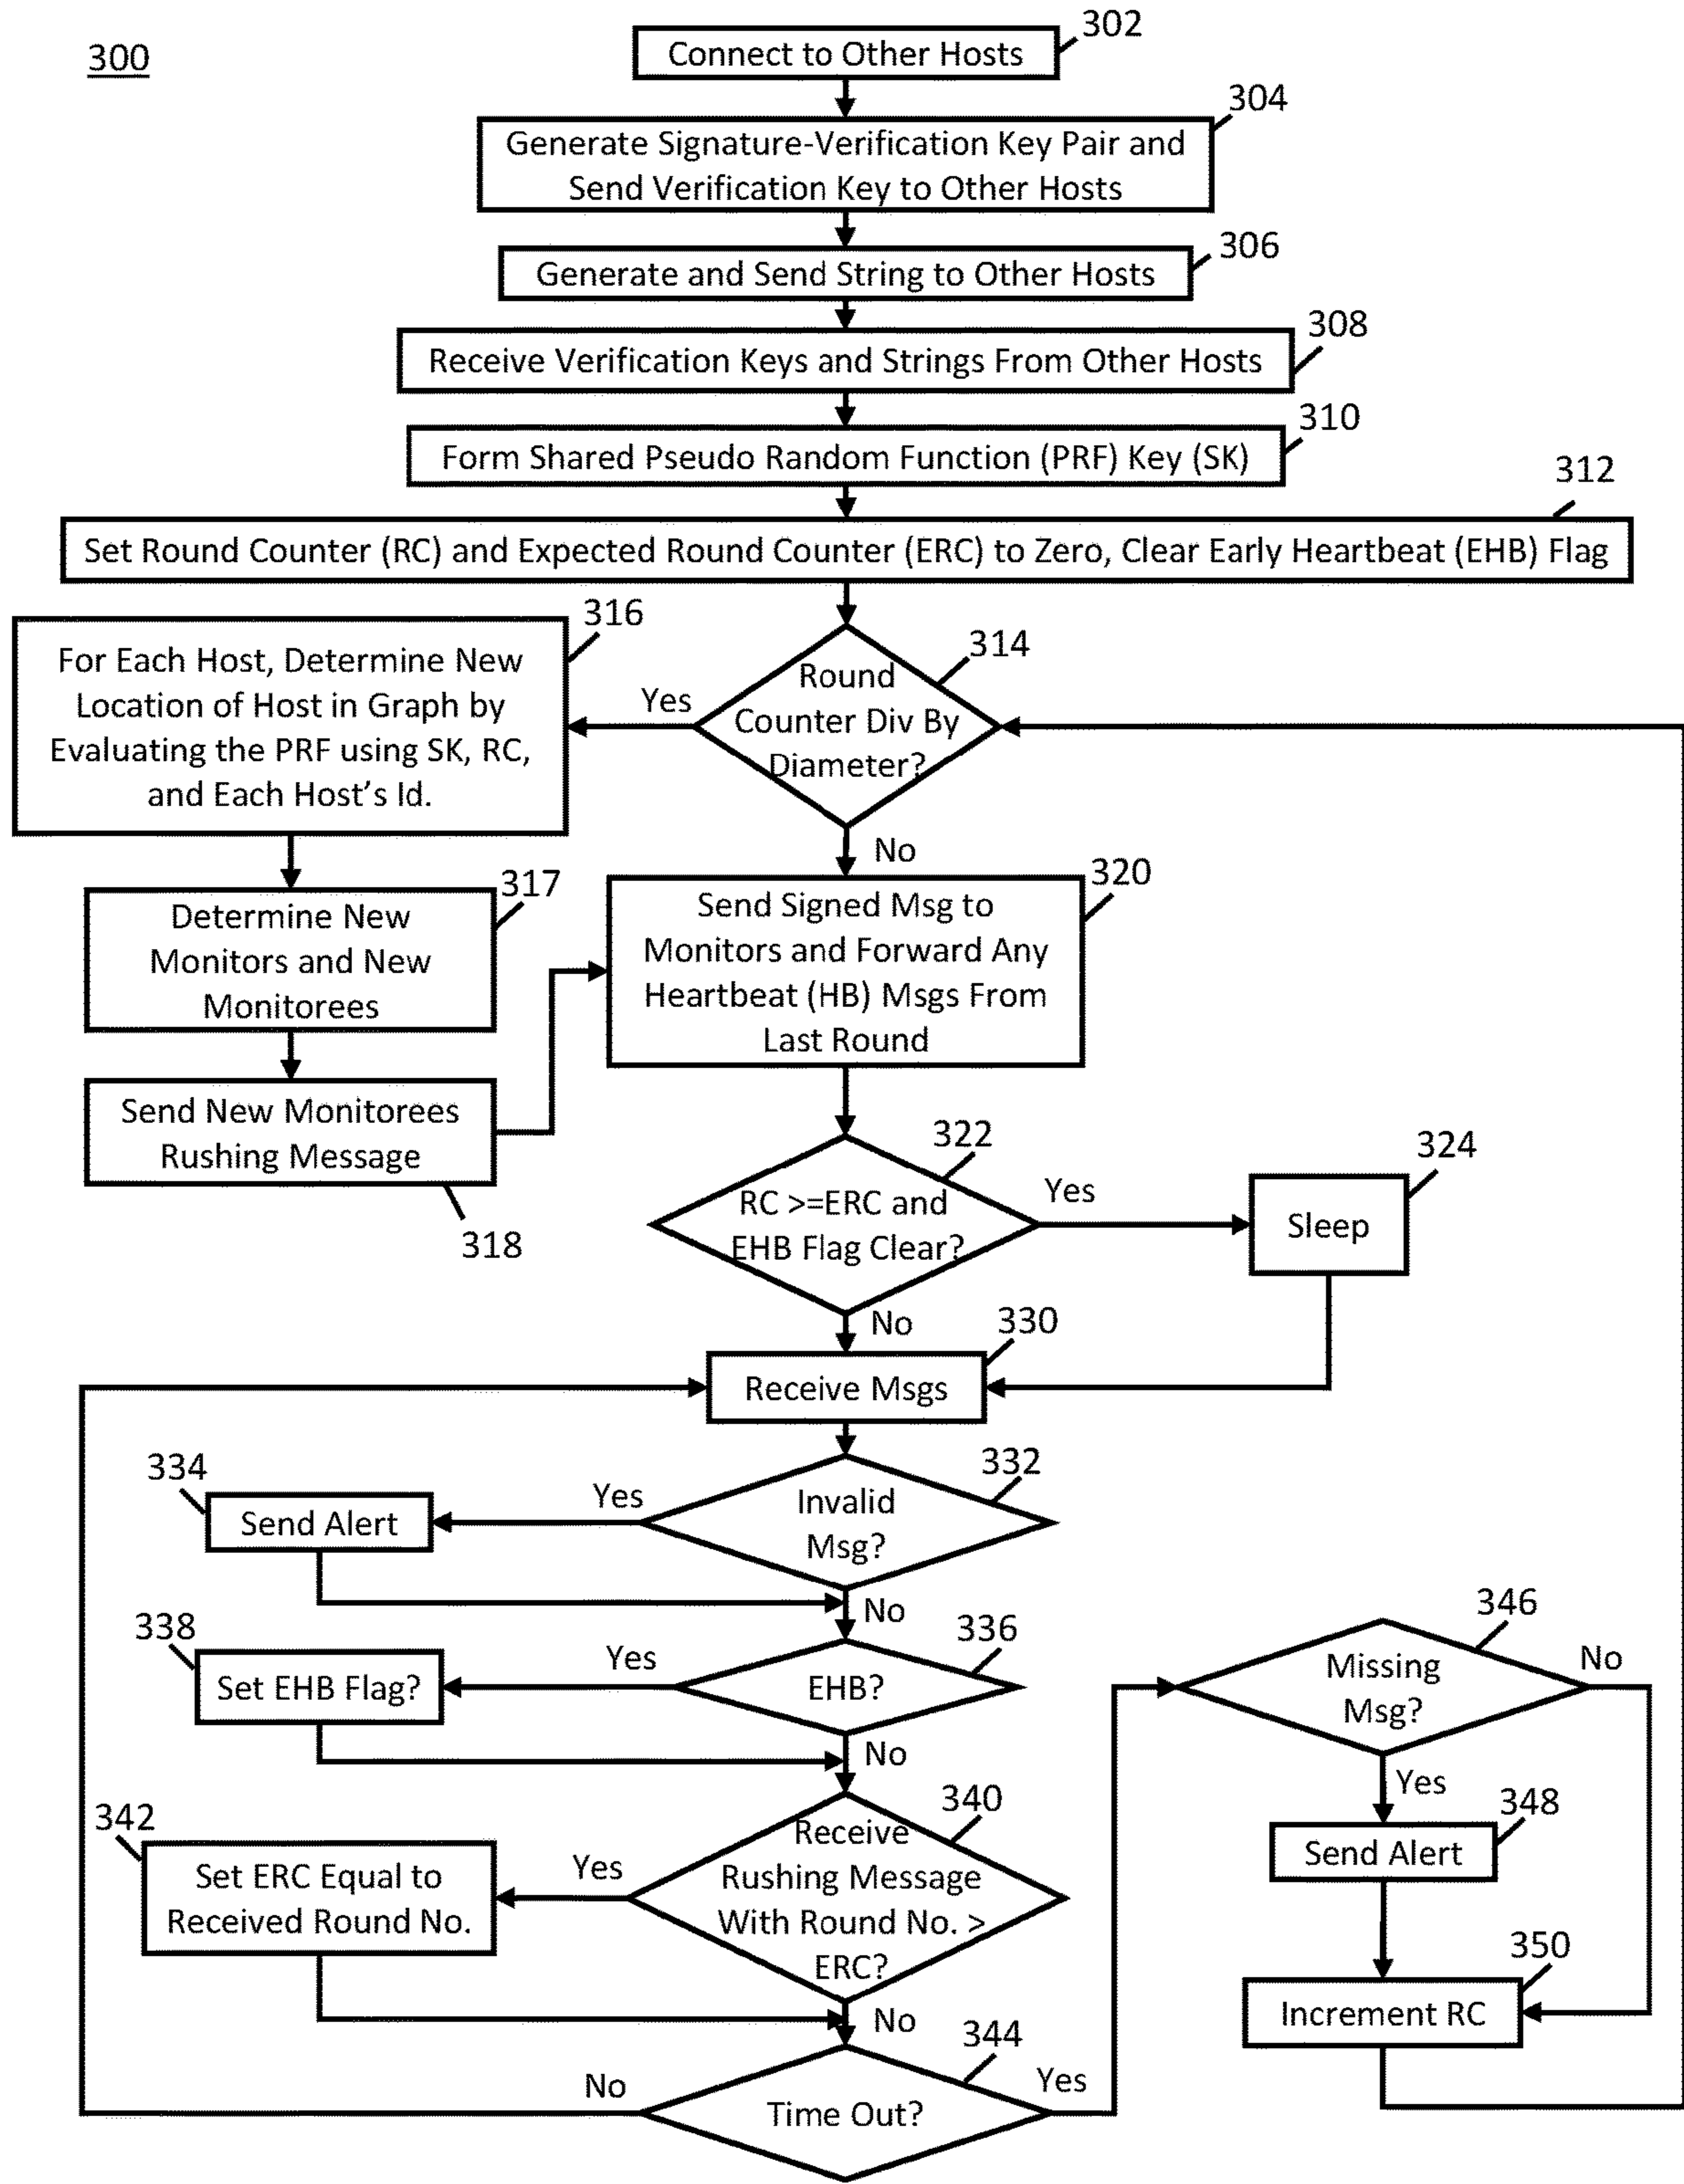 300
302
Connect to Other Hosts
304
Generate Signature-Verification Key Pair and
Send Verification Key to Other Hosts
306
Generate and Send String to Other Hosts
308
Receive Verification Keys and Strings From Other Hosts
310
Form Shared Pseudo Random Function (PRF) Key (SK)
312
Set Round Counter (RC) and Expected Round Counter (ERC) to Zero, Clear Early Heartbeat (EHB) Flag
316
For Each Host, Determine New
Location of Host in Graph by
Evaluating the PRF using SK, RC,
and Each Host's Id.
Yes
314
Round
Counter Div By
Diameter?
No
317
Determine New
Monitors and New
Monitorees
318
Send New Monitorees
Rushing Message
320
Send Signed Msg to
Monitors and Forward Any
Heartbeat (HB) Msgs From
Last Round
322
RC >=ERC and
EHB Flag Clear?
Yes
324
Sleep
No
330
Receive Msgs
332
Invalid
Msg?
Yes
334
Send Alert
No
336
EHB?
Yes
338
Set EHB Flag?
No
340
Receive
Rushing Message
With Round No. >
ERC?
Yes
342
Set ERC Equal to
Received Round No.
No
344
Time Out?
No
Yes
346
Missing
Msg?
No
Yes
348
Send Alert
350
Increment RC